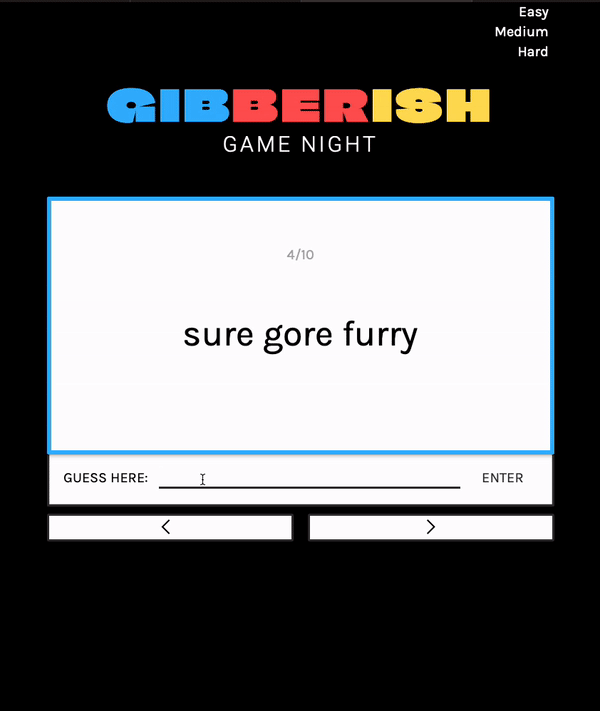 Easy
Medium
Hard
GIBBERISH
GAME NIGHT
4/10
sure gore furry
GUESS HERE:
ENTER